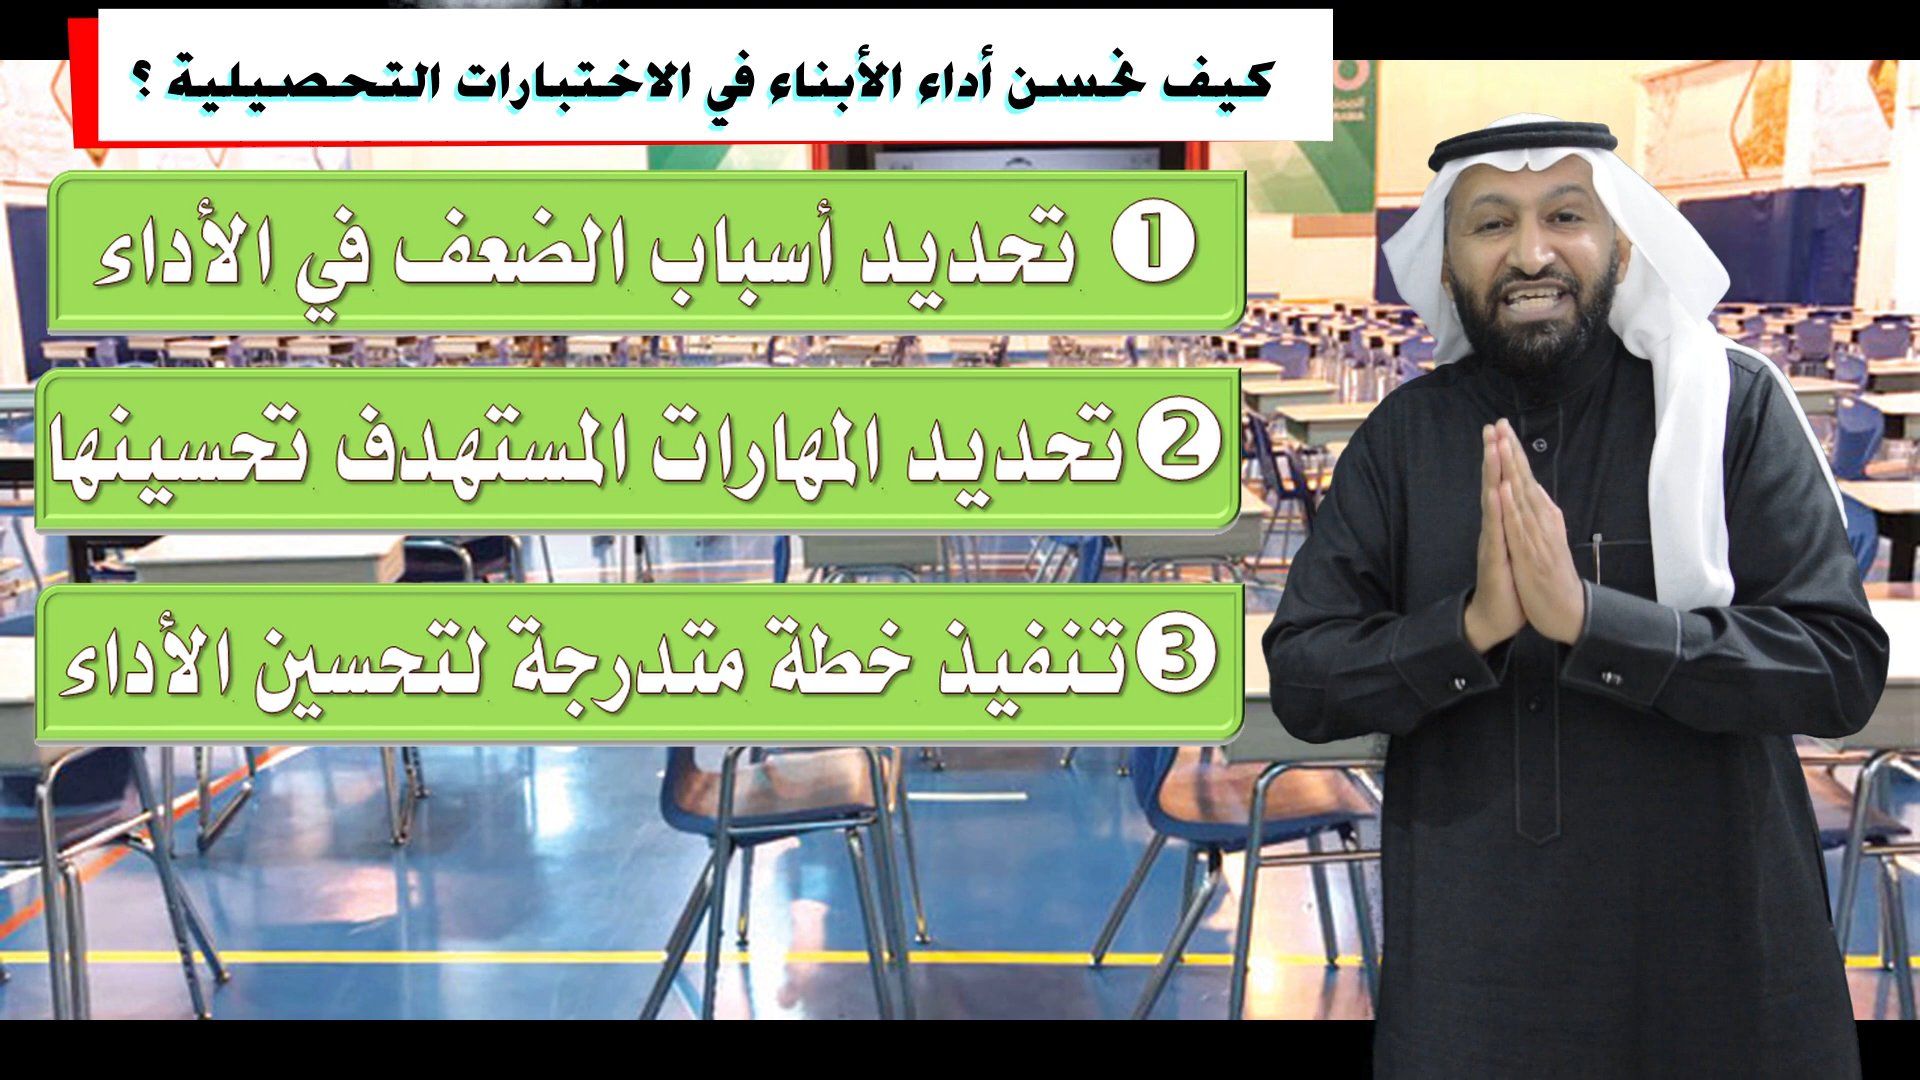 كيف نحسن أداء الأبناء في الاختبارات التحصيلية ؟
1 تحديد أسباب الضعف في الأداء
2 تحديد المهارات المستهدف تحسينها
3 تنفيذ خطة متدرجة لتحسين الأداء